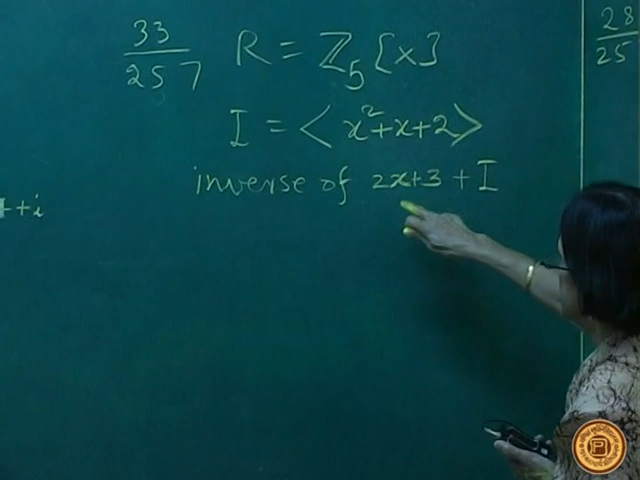 33
257
R = ℤ₅[x]
I = < x²+x+2 >
inverse of 2x+3 + I
+i
28
25